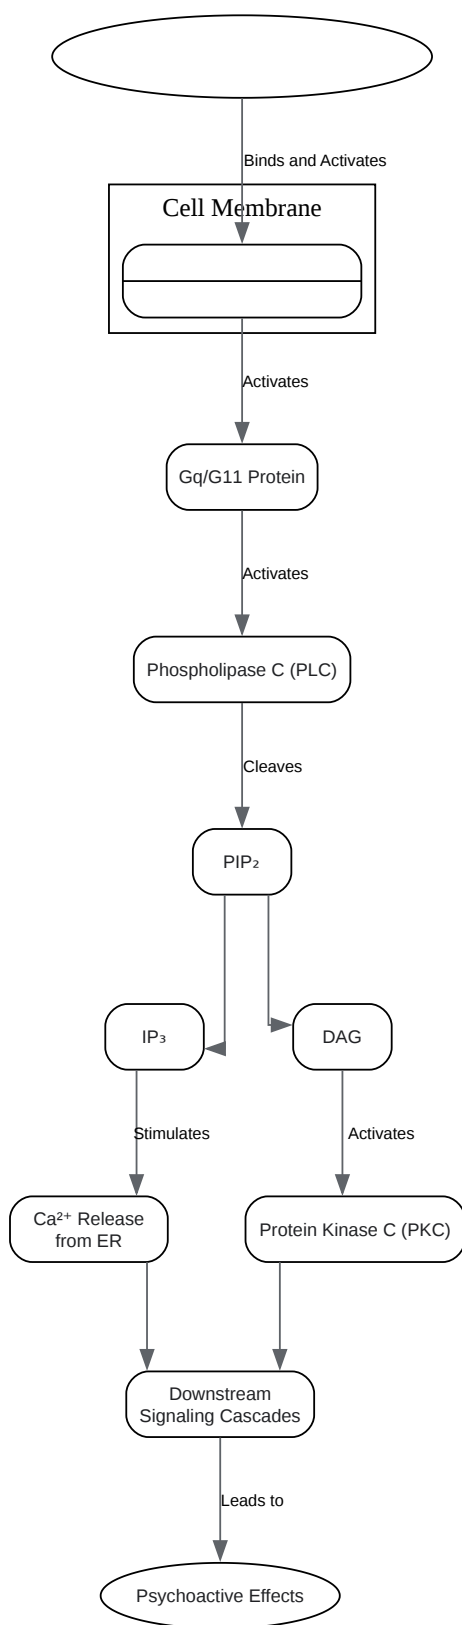 Binds and Activates
Cell Membrane
Activates
Gq/G11 Protein
Activates
Phospholipase C (PLC)
Cleaves
PIP₂
IP₃
DAG
Stimulates
Activates
Ca²⁺ Release
from ER
Protein Kinase C (PKC)
Downstream
Signaling Cascades
Leads to
Psychoactive Effects